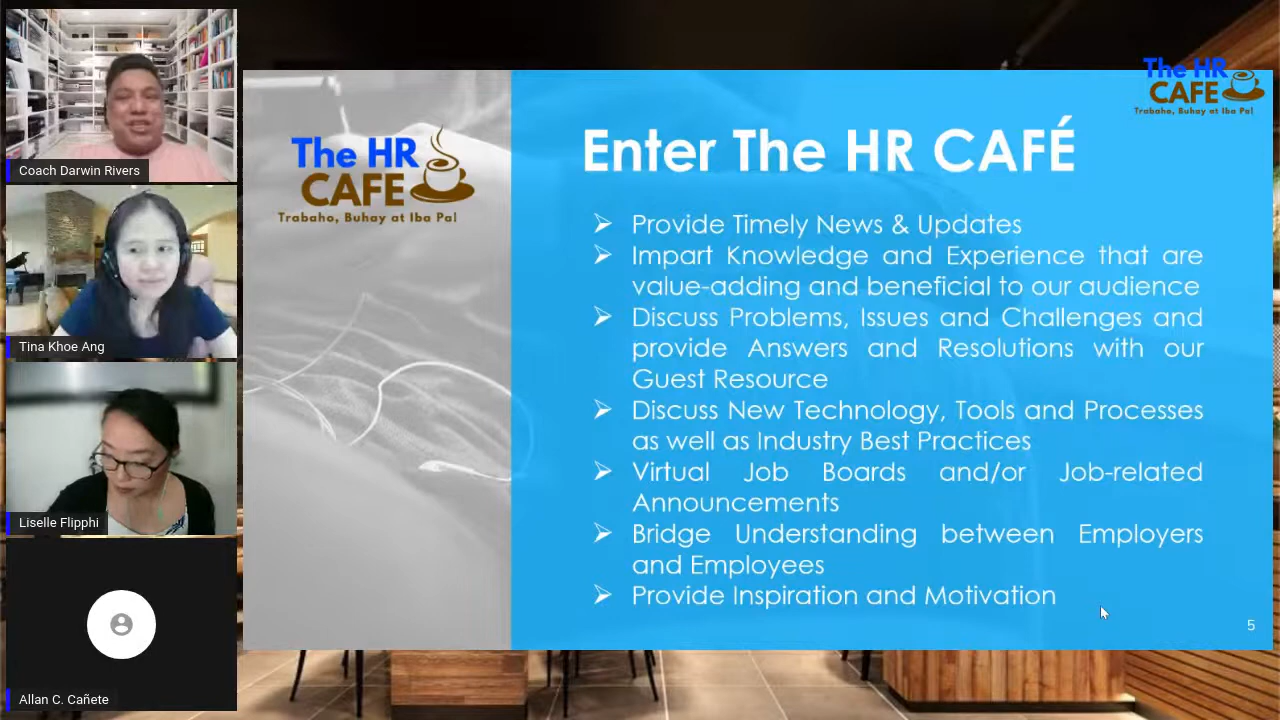 Coach Darwin Rivers
Tina Khoe Ang
Liselle Flipphi
Allan C. Cañete
The HR
CAFE
Trabaho, Buhay at Iba Pa!
The HR
CAFE
Trabaho, Buhay at Iba Pa!
Enter The HR CAFÉ
➢ Provide Timely News & Updates
➢ Impart Knowledge and Experience that are
value-adding and beneficial to our audience
➢ Discuss Problems, Issues and Challenges and
provide Answers and Resolutions with our
Guest Resource
➢ Discuss New Technology, Tools and Processes
as well as Industry Best Practices
➢ Virtual Job Boards and/or Job-related
Announcements
➢ Bridge Understanding between Employers
and Employees
➢ Provide Inspiration and Motivation
5